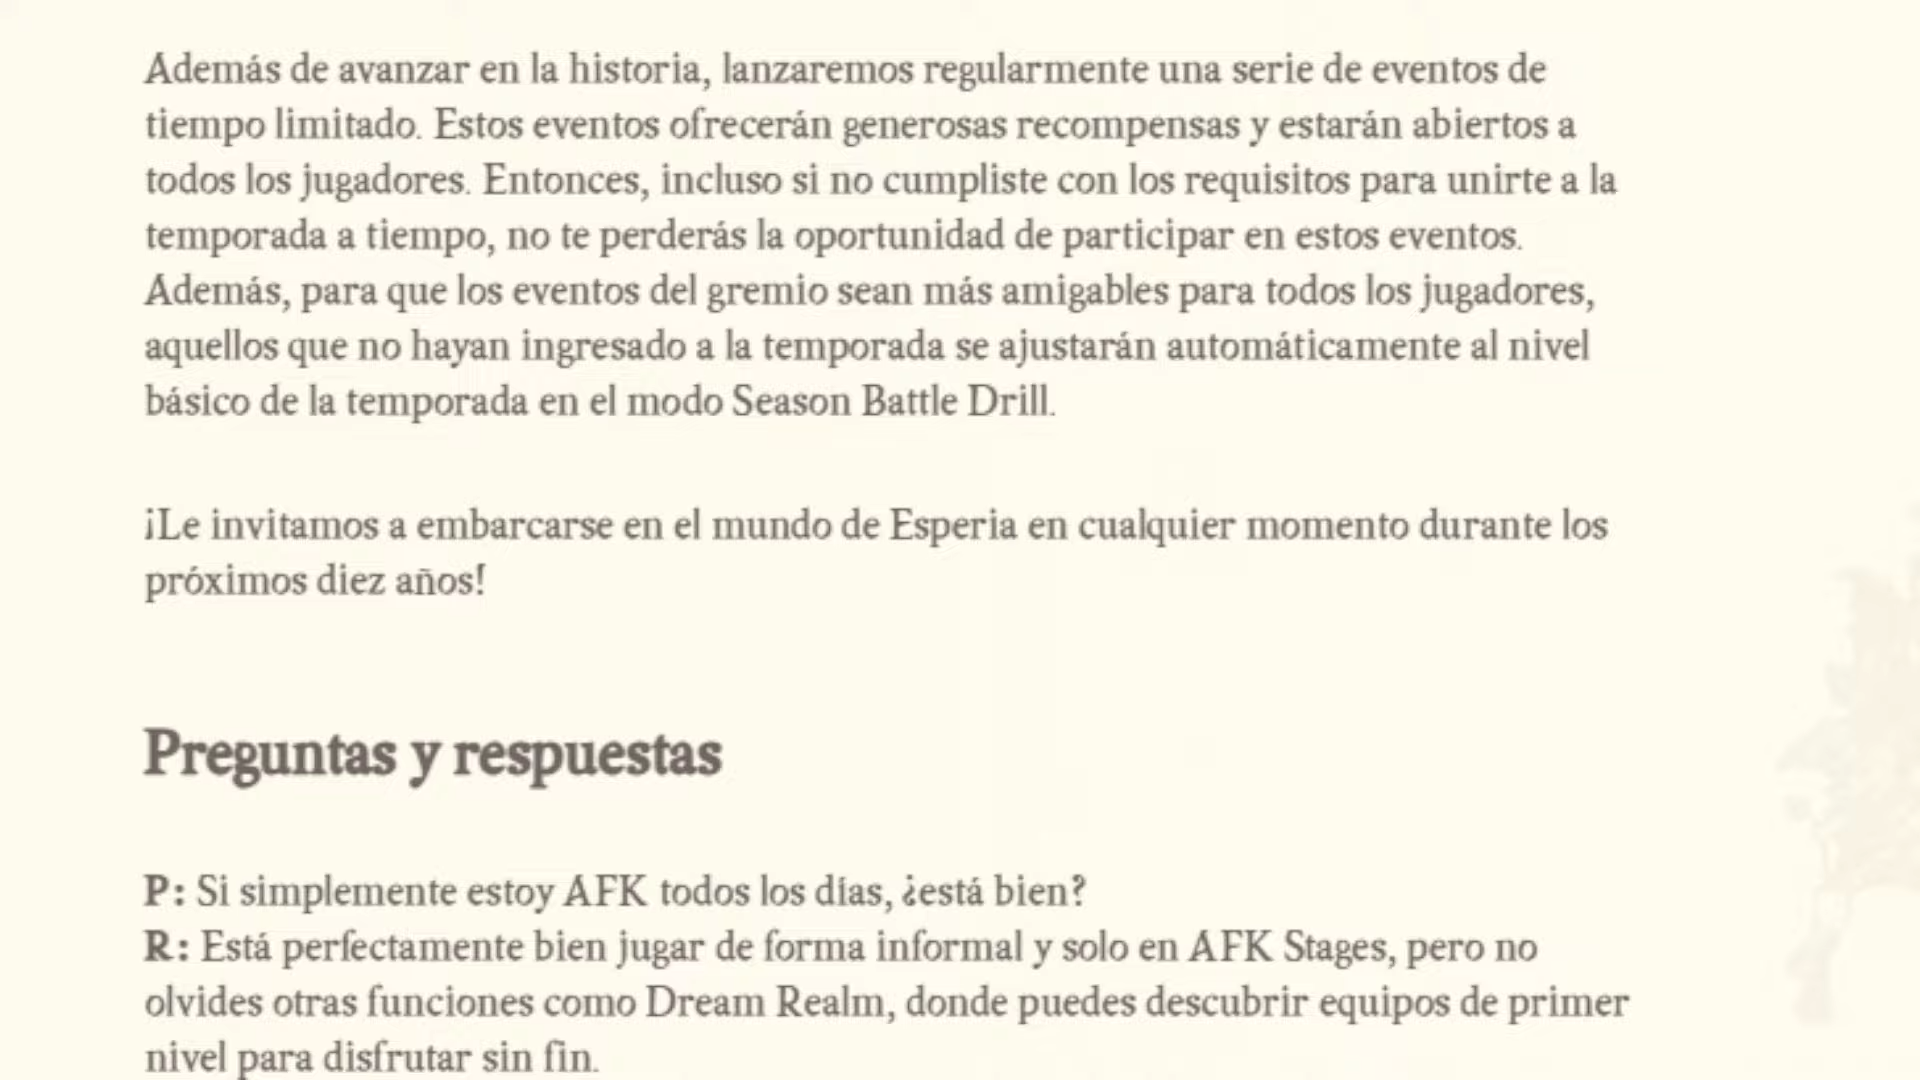 Además de avanzar en la historia, lanzaremos regularmente una serie de eventos de
tiempo limitado. Estos eventos ofrecerán generosas recompensas y estarán abiertos a
todos los jugadores. Entonces, incluso si no cumpliste con los requisitos para unirte a la
temporada a tiempo, no te perderás la oportunidad de participar en estos eventos.
Además, para que los eventos del gremio sean más amigables para todos los jugadores,
aquellos que no hayan ingresado a la temporada se ajustarán automáticamente al nivel
básico de la temporada en el modo Season Battle Drill.
¡Le invitamos a embarcarse en el mundo de Esperia en cualquier momento durante los
próximos diez años!
Preguntas y respuestas
P: Si simplemente estoy AFK todos los días, ¿está bien?
R: Está perfectamente bien jugar de forma informal y solo en AFK Stages, pero no
olvides otras funciones como Dream Realm, donde puedes descubrir equipos de primer
nivel para disfrutar sin fin.